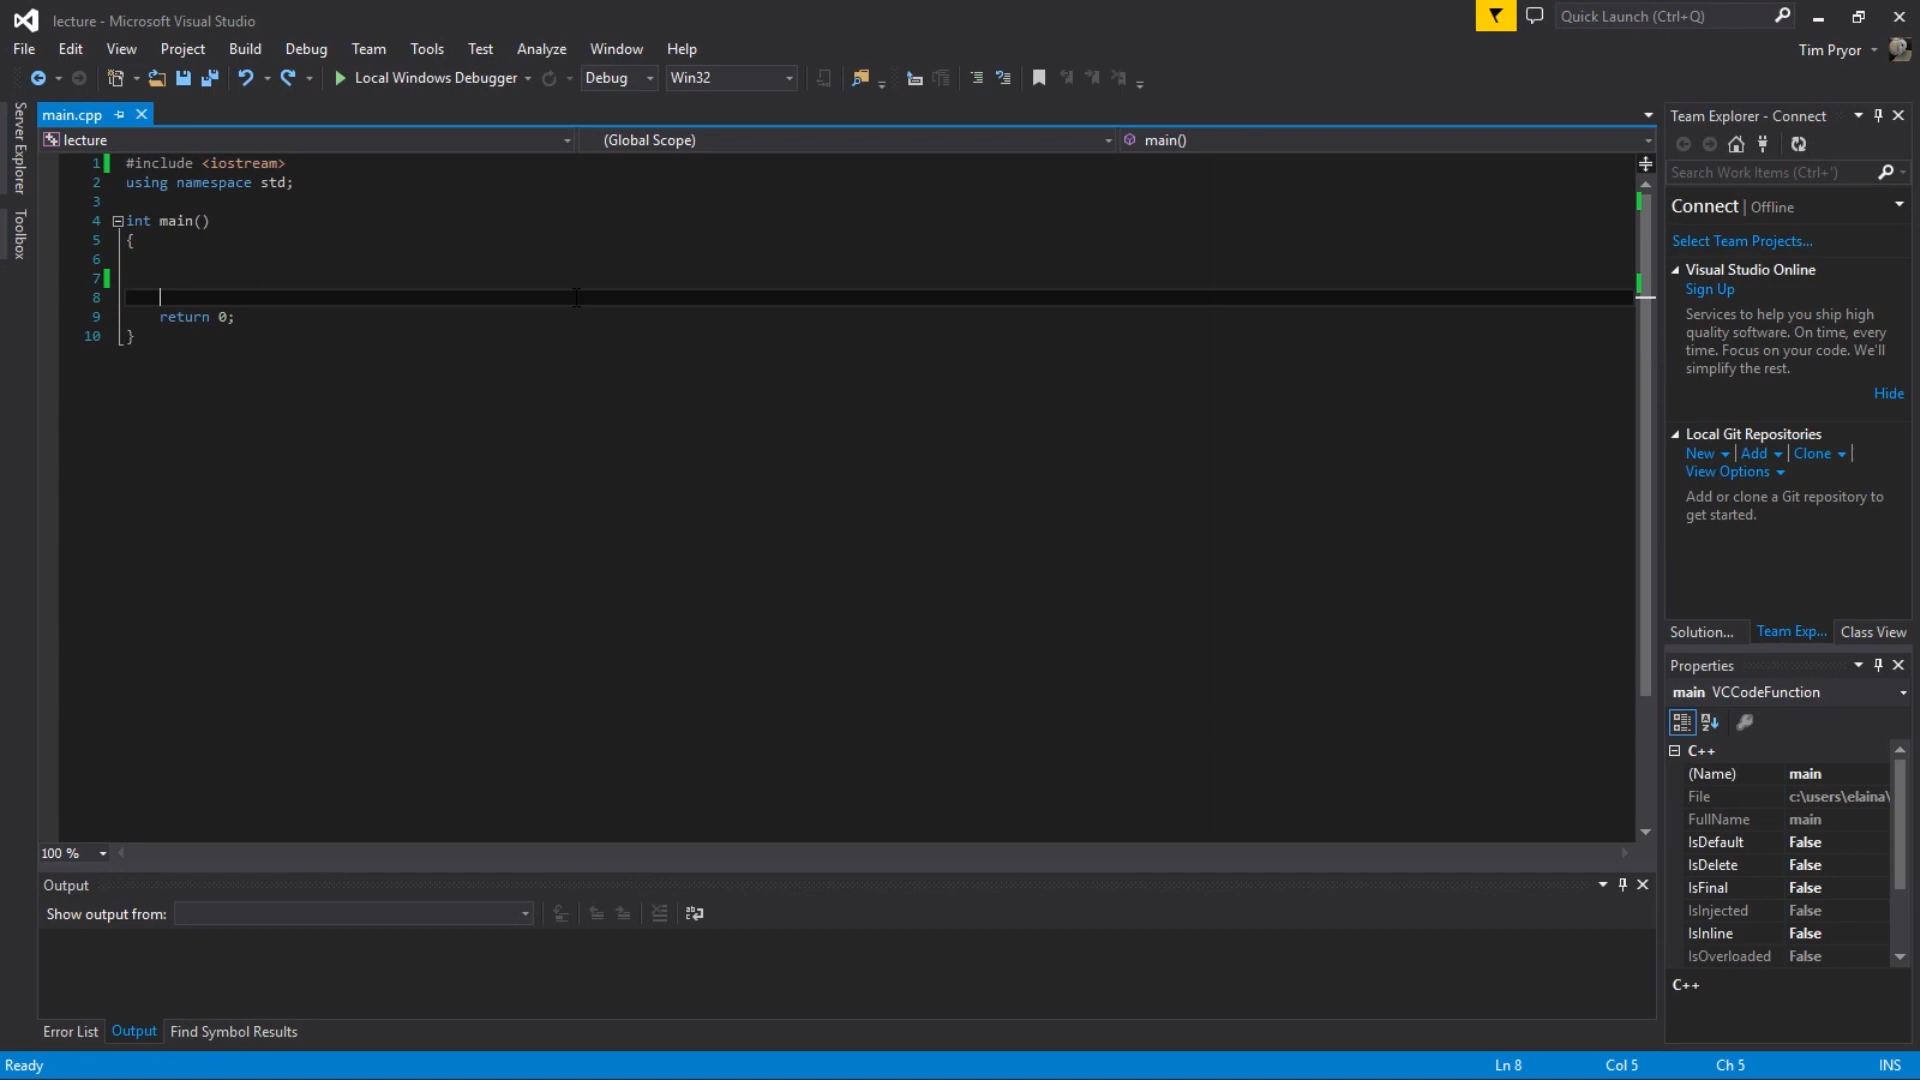 lecture - Microsoft Visual Studio
Quick Launch (Ctrl+Q)
File Edit View Project Build Debug Team Tools Test Analyze Window Help
Tim Pryor
Local Windows Debugger Debug Win32
Server Explorer
Toolbox
main.cpp
lecture (Global Scope) main()
1 #include <iostream>
2 using namespace std;
3
4 int main()
5 {
6
7
8
9 return 0;
10 }
100 %
Output
Show output from:
Error List Output Find Symbol Results
Team Explorer - Connect
Search Work Items (Ctrl+')
Connect | Offline
Select Team Projects...
Visual Studio Online
Sign Up
Services to help you ship high
quality software. On time, every
time. Focus on your code. We'll
simplify the rest.
Hide
Local Git Repositories
New | Add | Clone |
View Options
Add or clone a Git repository to
get started.
Solution... Team Exp... Class View
Properties
main VCCodeFunction
C++
(Name) main
File c:\users\elaina\
FullName main
IsDefault False
IsDelete False
IsFinal False
IsInjected False
IsInline False
IsOverloaded False
C++
Ready Ln 8 Col 5 Ch 5 INS